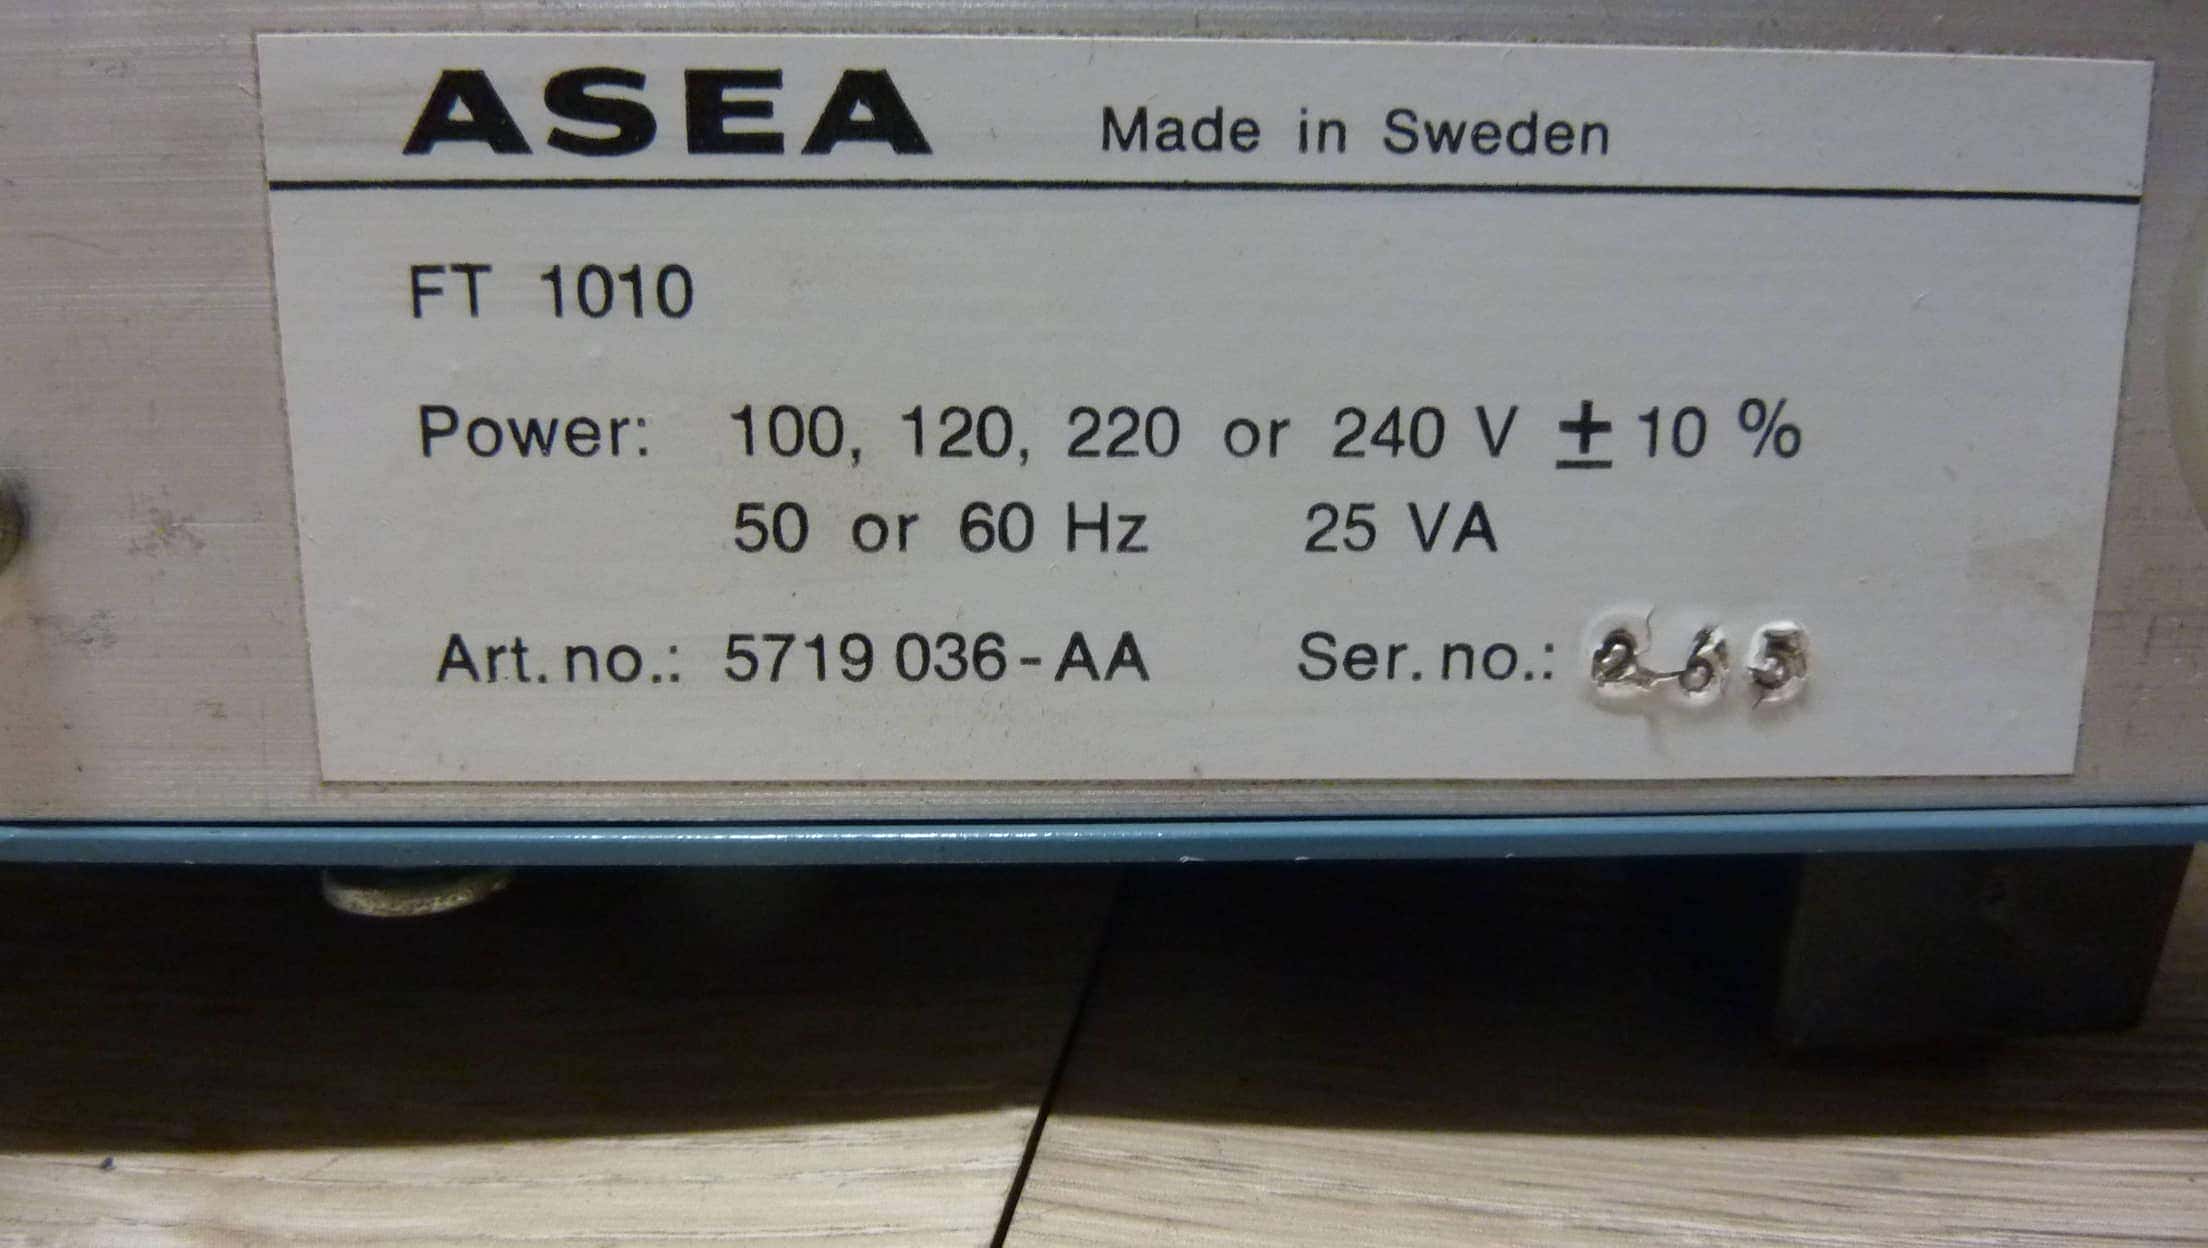 ASEA Made in Sweden
FT 1010
Power: 100, 120, 220 or 240 V ± 10 %
50 or 60 Hz 25 VA
Art. no.: 5719 036-AA Ser. no.: 265